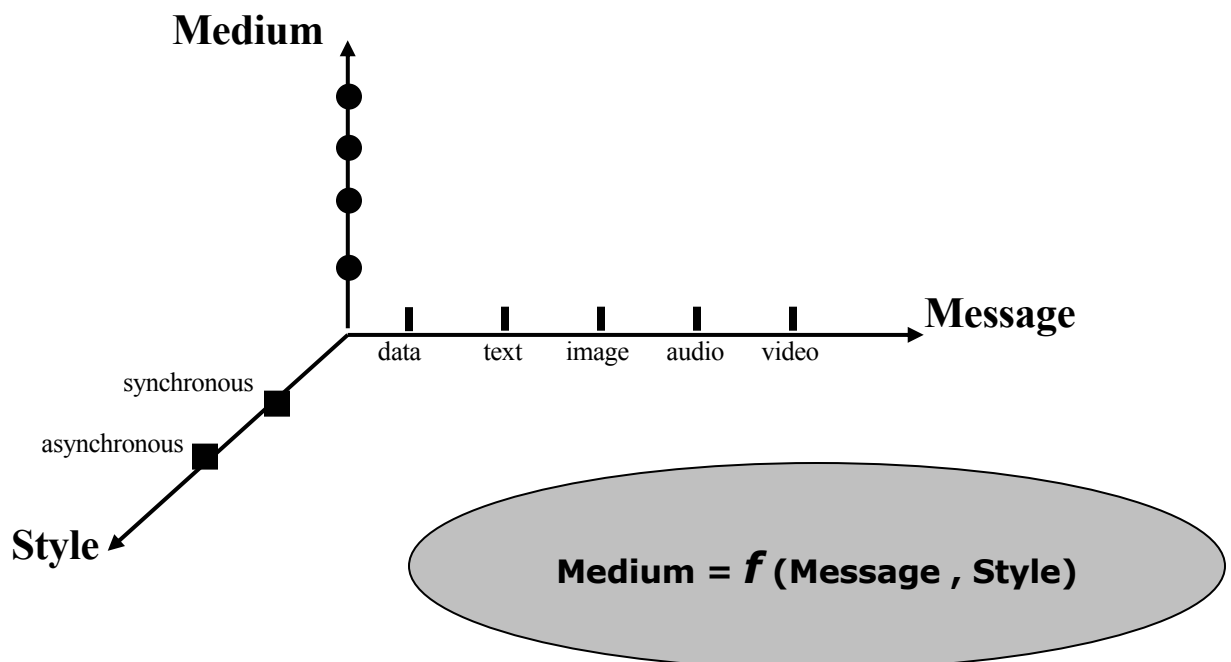 Medium
Message
data text image audio video
synchronous
asynchronous
Style
Medium = f (Message , Style)